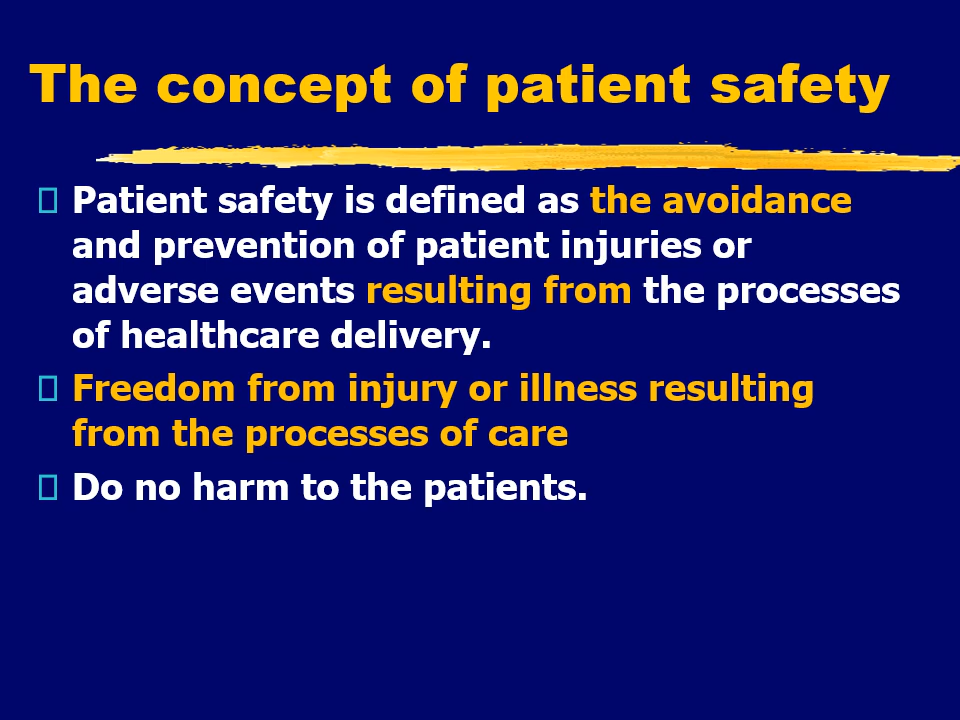 The concept of patient safety
Patient safety is defined as the avoidance
and prevention of patient injuries or
adverse events resulting from the processes
of healthcare delivery.
Freedom from injury or illness resulting
from the processes of care
Do no harm to the patients.